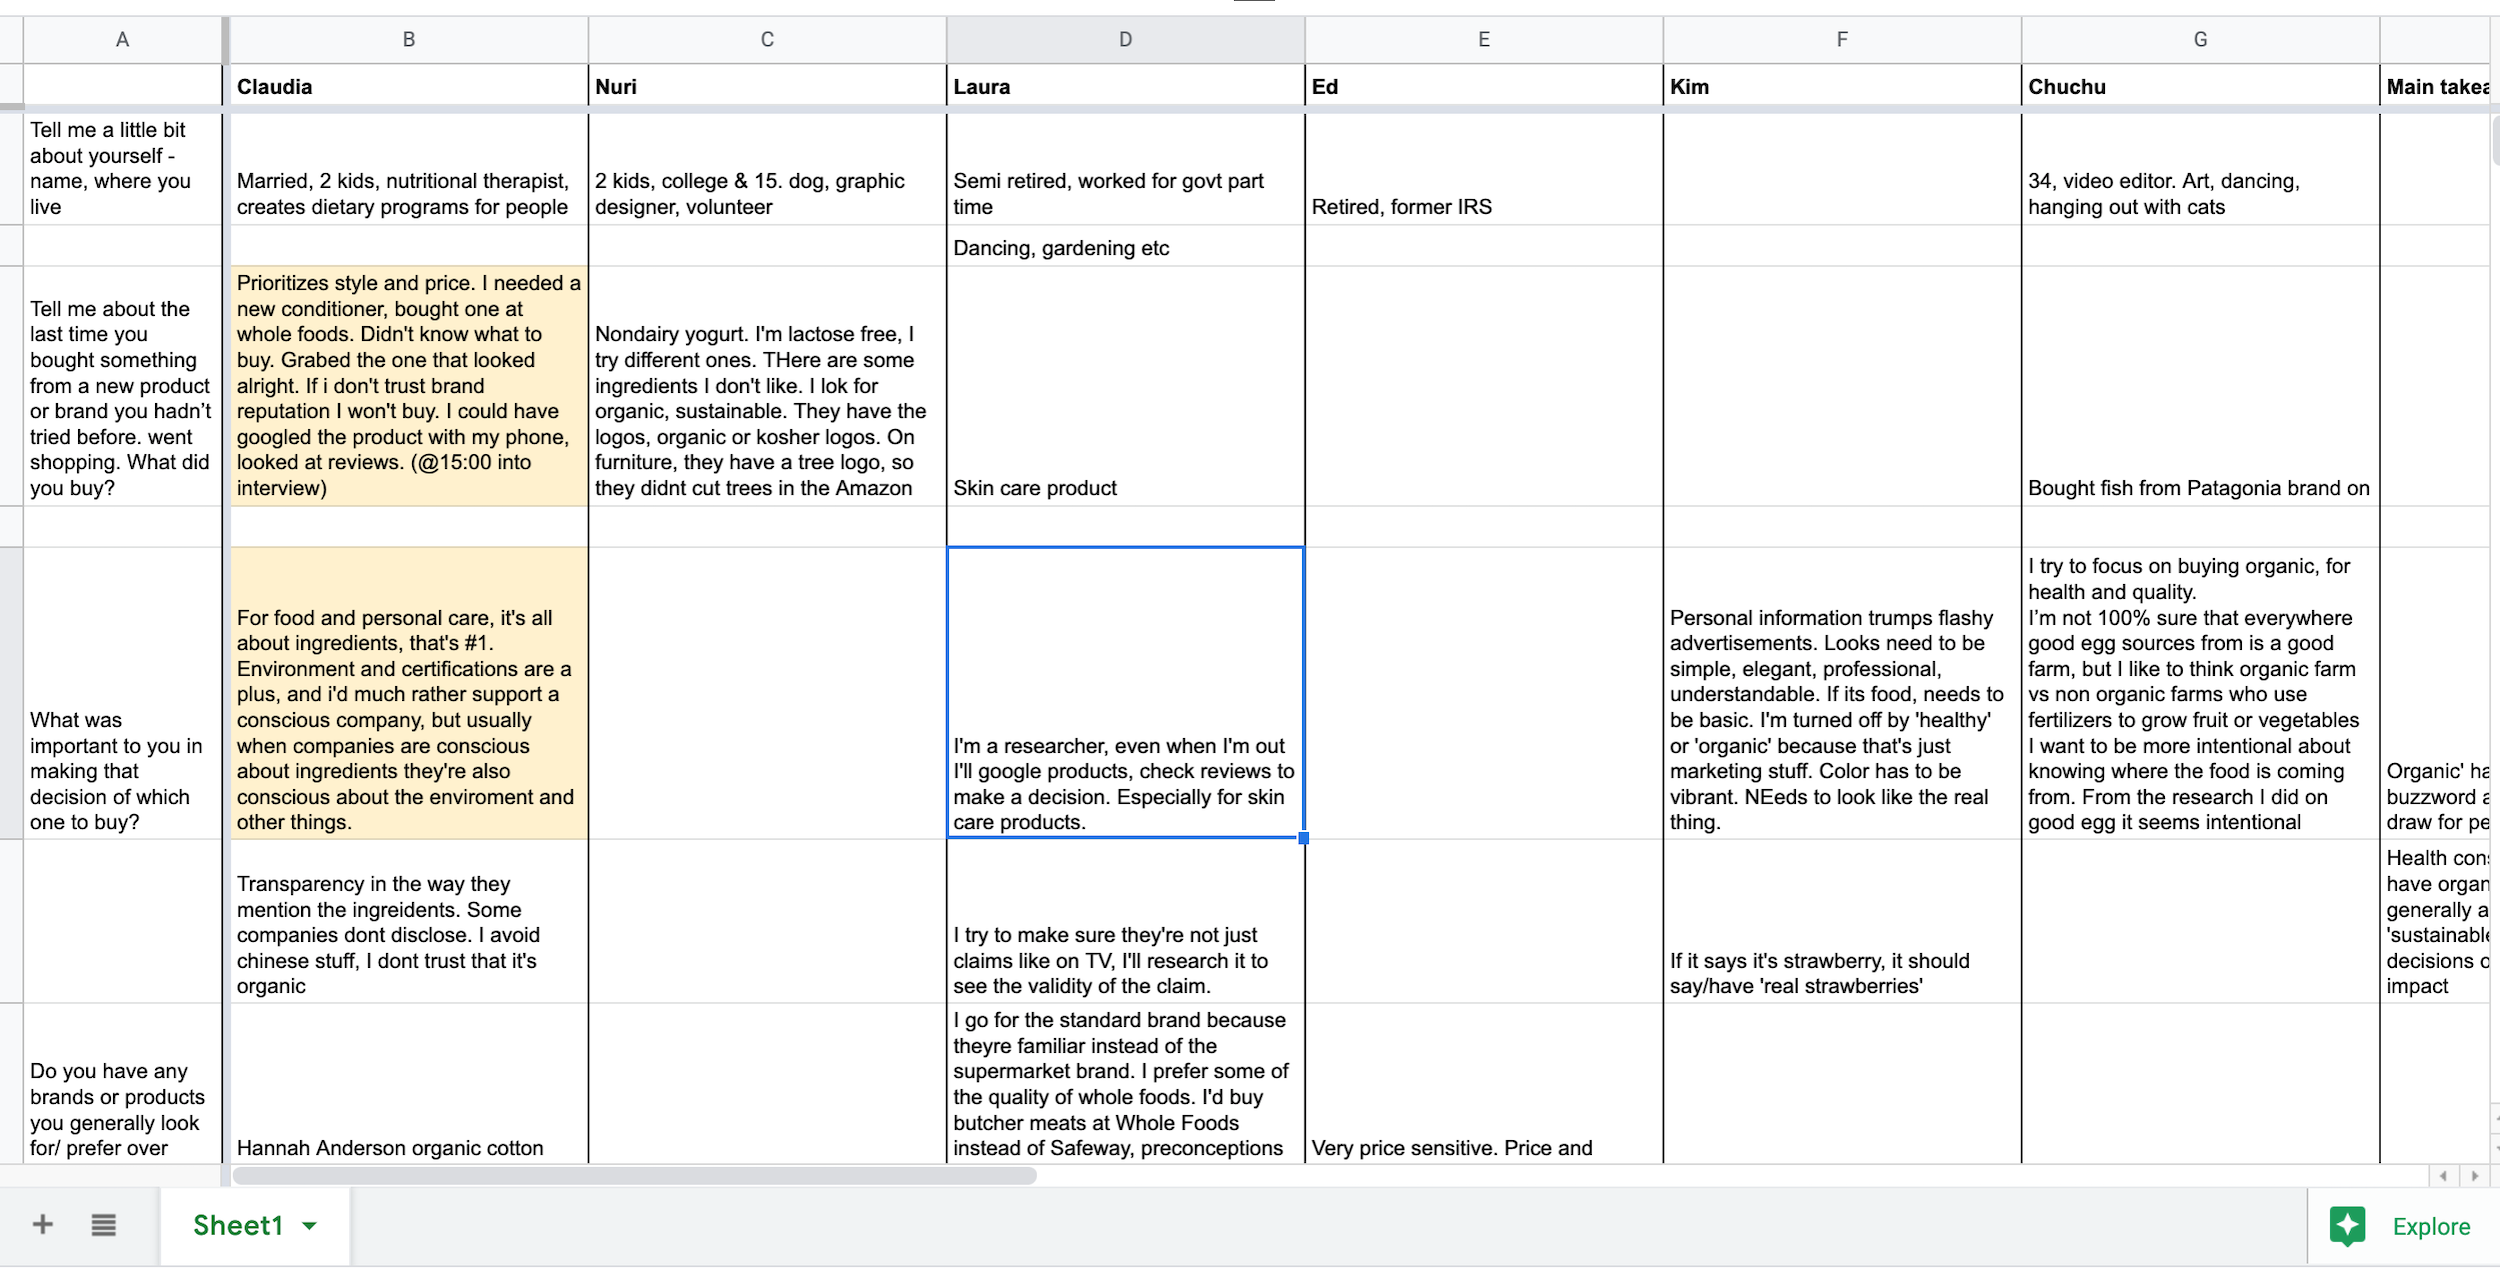 A
B
C
D
E
F
G
Claudia
Nuri
Laura
Ed
Kim
Chuchu
Main
Tell me a little bit
about yourself -
name, where you
live
Married, 2 kids, nutritional therapist,
creates dietary programs for people
2 kids, college & 15. dog, graphic
designer, volunteer
Semi retired, worked for govt part
time
Retired, former IRS
34, video editor. Art, dancing,
hanging out with cats
Dancing, gardening etc
Tell me about the
last time you
bought something
from a new product
or brand you hadn’t
tried before. went
shopping. What did
you buy?
Prioritizes style and price. I needed a
new conditioner, bought one at
whole foods. Didn't know what to
buy. Grabed the one that looked
alright. If i don't trust brand
reputation I won't buy. I could have
googled the product with my phone,
looked at reviews. (@15:00 into
interview)
Nondairy yogurt. I'm lactose free, I
try different ones. THere are some
ingredients I don't like. I lok for
organic, sustainable. They have the
logos, organic or kosher logos. On
furniture, they have a tree logo, so
they didnt cut trees in the Amazon
Skin care product
Bought fish from Patagonia brand on
What was
important to you in
making that
decision of which
one to buy?
For food and personal care, it's all
about ingredients, that's #1.
Environment and certifications are a
plus, and i'd much rather support a
conscious company, but usually
when companies are conscious
about ingredients they're also
conscious about the enviroment and
other things.
I'm a researcher, even when I'm out
I'll google products, check reviews to
make a decision. Especially for skin
care products.
Personal information trumps flashy
advertisements. Looks need to be
simple, elegant, professional,
understandable. If its food, needs to
be basic. I'm turned off by 'healthy'
or 'organic' because that's just
marketing stuff. Color has to be
vibrant. NEeds to look like the real
thing.
I try to focus on buying organic, for
health and quality.
I’m not 100% sure that everywhere
good egg sources from is a good
farm, but I like to think organic farm
vs non organic farms who use
fertilizers to grow fruit or vegetables
I want to be more intentional about
knowing where the food is coming
from. From the research I did on
good egg it seems intentional
Organic'
buzzword
draw for
Transparency in the way they
mention the ingreidents. Some
companies dont disclose. I avoid
chinese stuff, I dont trust that it's
organic
I try to make sure they're not just
claims like on TV, I'll research it to
see the validity of the claim.
If it says it's strawberry, it should
say/have 'real strawberries'
Health
have
generally
decisions
impact
Do you have any
brands or products
you generally look
for/ prefer over
Hannah Anderson organic cotton
I go for the standard brand because
theyre familiar instead of the
supermarket brand. I prefer some of
the quality of whole foods. I'd buy
butcher meats at Whole Foods
instead of Safeway, preconceptions
Very price sensitive. Price and
Sheet1
Explore